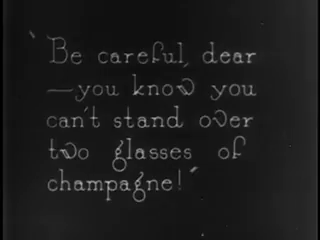 "Be careful, dear
—you know you
can't stand over
two glasses of
champagne!"